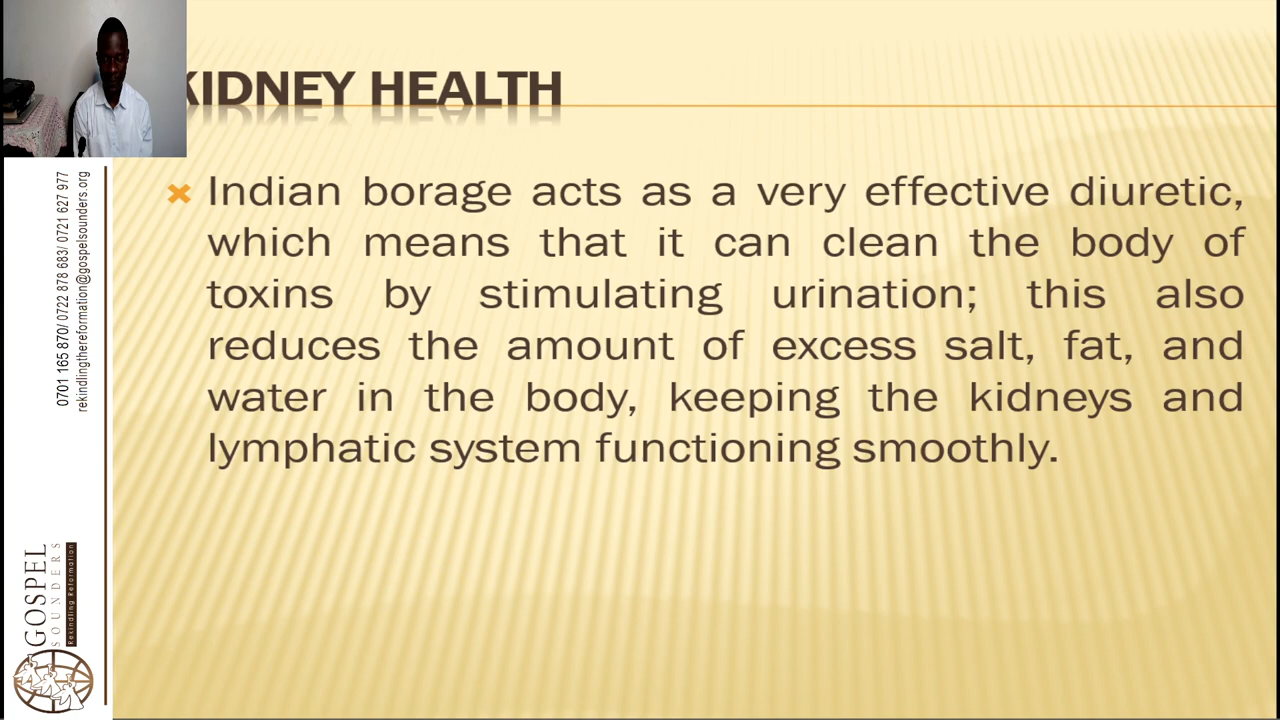 KIDNEY HEALTH
Indian borage acts as a very effective diuretic,
which means that it can clean the body of
toxins by stimulating urination; this also
reduces the amount of excess salt, fat, and
water in the body, keeping the kidneys and
lymphatic system functioning smoothly.
0701 165 870/ 0722 878 683/ 0721 627 977
rekindlingthereformation@gospelsounders.org
GOSPEL
SOUNDERS
Rekindling Reformation